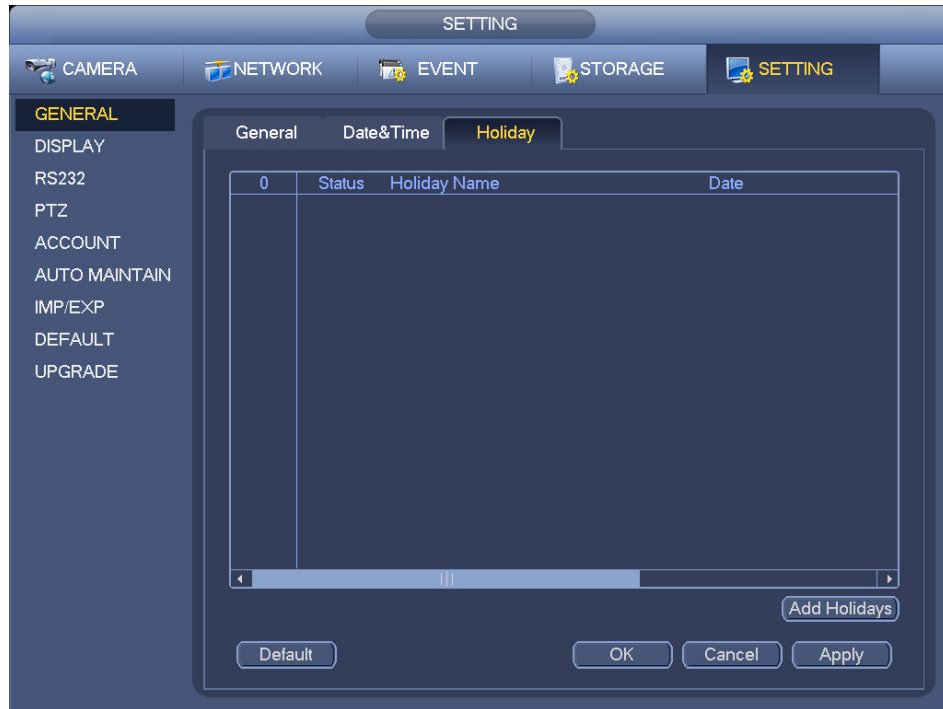 SETTING
CAMERA NETWORK EVENT STORAGE SETTING
GENERAL
DISPLAY
RS232
PTZ
ACCOUNT
AUTO MAINTAIN
IMP/EXP
DEFAULT
UPGRADE
General Date&Time Holiday
0 Status Holiday Name Date
Add Holidays
Default OK Cancel Apply